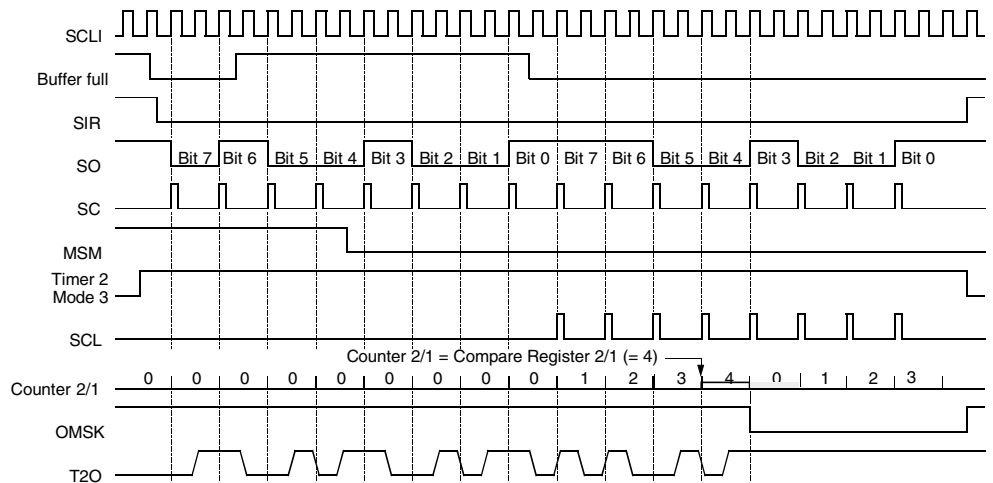 SCLI
Buffer full
SIR
SO Bit 7 Bit 6 Bit 5 Bit 4 Bit 3 Bit 2 Bit 1 Bit 0 Bit 7 Bit 6 Bit 5 Bit 4 Bit 3 Bit 2 Bit 1 Bit 0
SC
MSM
Timer 2
Mode 3
SCL
Counter 2/1 = Compare Register 2/1 (= 4)
Counter 2/1 0 0 0 0 0 0 0 0 0 1 2 3 4 0 1 2 3
OMSK
T2O